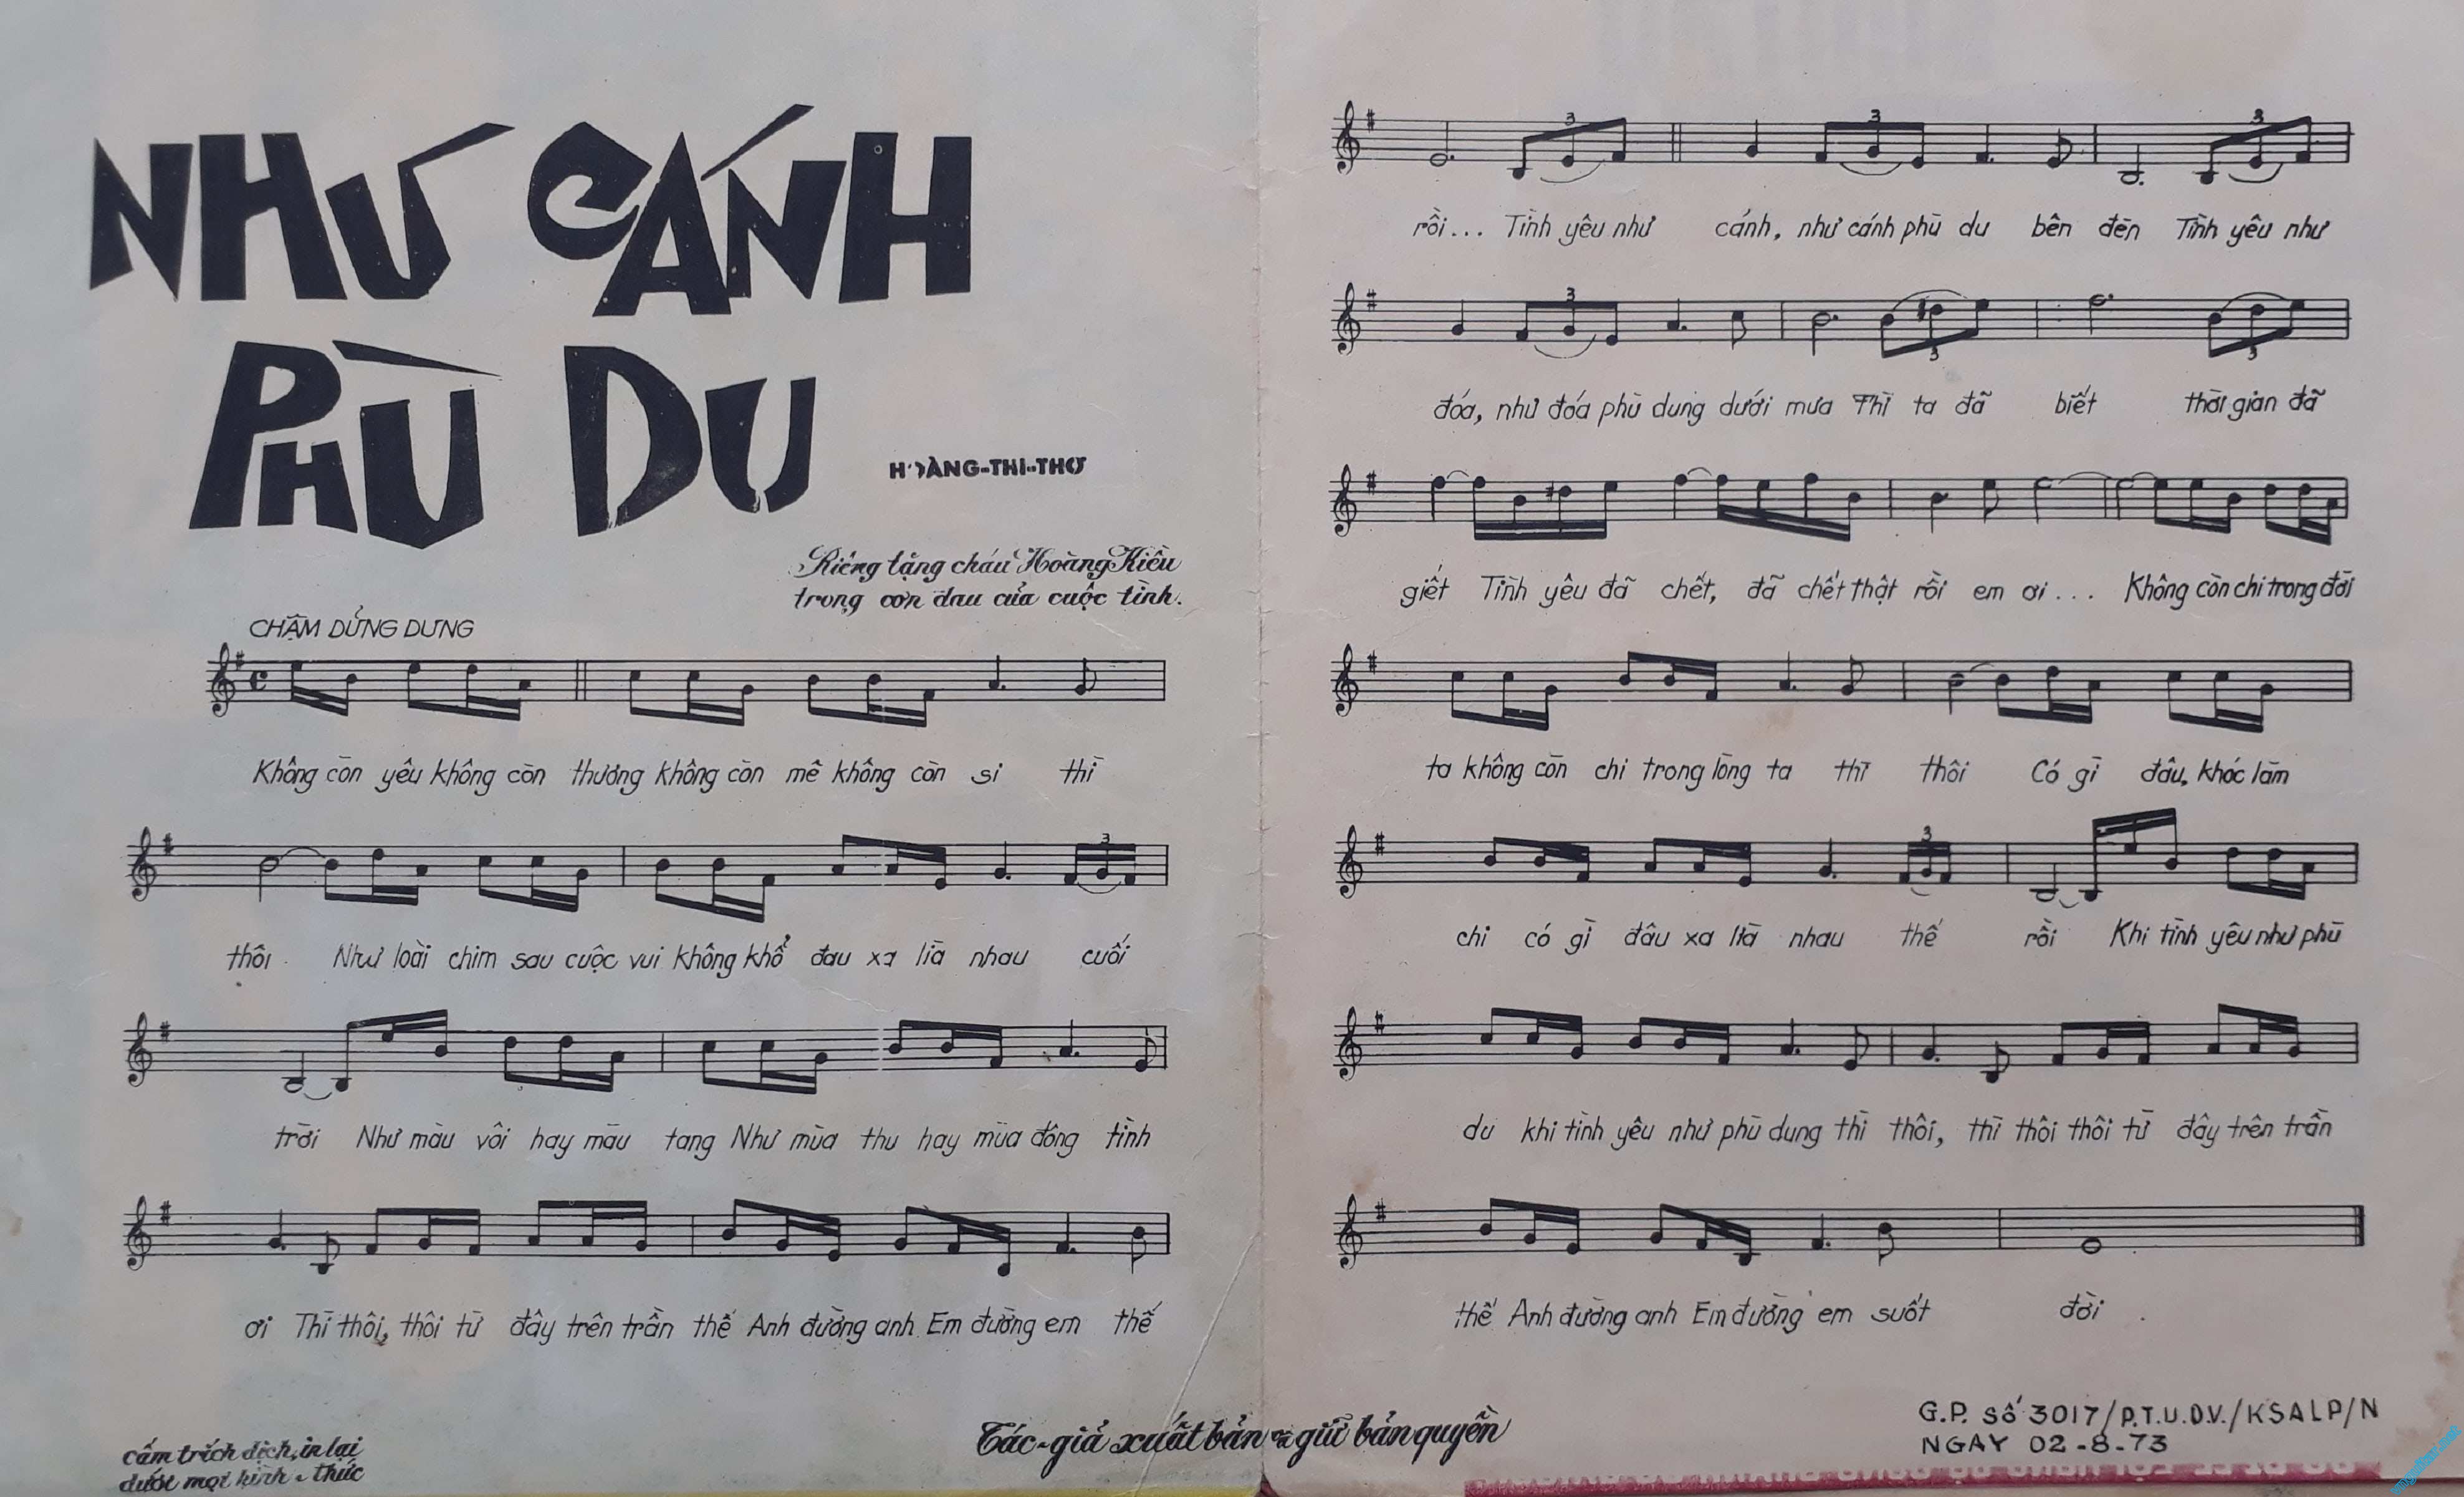 NHƯ CÁNH
PHÙ DU
HOÀNG-THI-THƠ
Riêng tặng cháu Hoàng Kiều
trong cơn đau của cuộc tình.
CHẬM DỬNG DƯNG
Không còn yêu không còn thương không còn mê không còn si thì
thôi. Như loài chim sau cuộc vui không khổ đau xa lìa nhau cuối
trời Như màu vôi hay màu tang Như mùa thu hay mùa đông tình
ơi Thì thôi, thôi từ đây trên trần thế Anh đường anh Em đường em thế
cấm trích dịch, in lại
dưới mọi hình thức
rồi... Tình yêu như cánh, như cánh phù du bên đèn Tình yêu như
đóa, như đóa phù dung dưới mưa Thì ta đã biết thời gian đã
giết Tình yêu đã chết, đã chết thật rồi em ơi... Không còn chi trong đời
ta không còn chi trong lòng ta thì thôi Có gì đâu, khóc làm
chi có gì đâu xa lìa nhau thế rồi Khi tình yêu như phù
du khi tình yêu như phù dung thì thôi, thì thôi thôi từ đây trên trần
thế Anh đường anh Em đường em suốt đời.
Tác-giả xuất bản và giữ bản quyền
G.P. số 3017/P.T.U.D.V./KSALP/N
NGAY 02-8-73
3
3
3
3
3
3
3
3
3